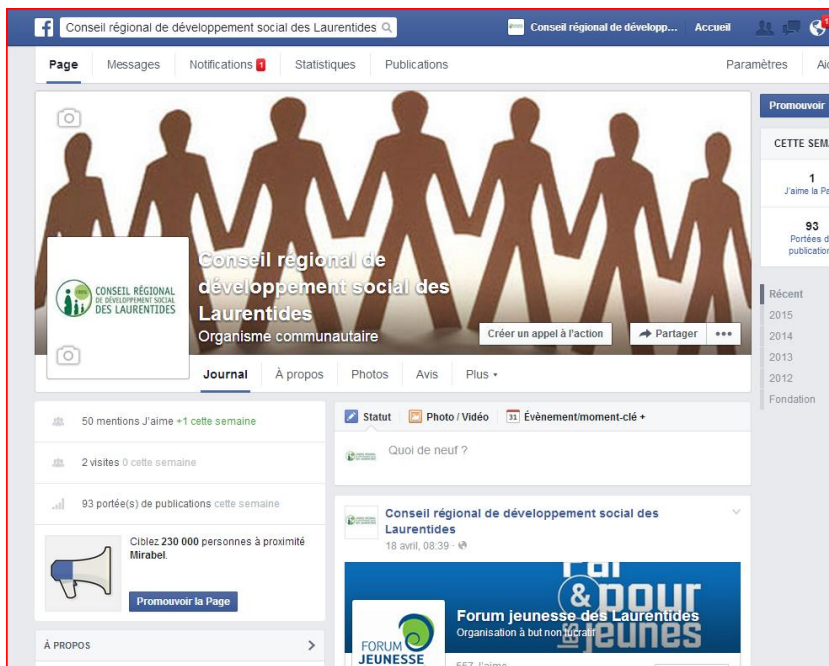 Conseil régional de développement social des Laurentides
Conseil régional de développ... Accueil
1
Page Messages Notifications 1 Statistiques Publications Paramètres
Promouvoir
CETTE
1
J'aime la
93
Portées
CONSEIL RÉGIONAL
DE DÉVELOPPEMENT SOCIAL
DES LAURENTIDES
Conseil régional de
développement social des
Laurentides
Organisme communautaire
Créer un appel à l'action Partager •••
Récent
2015
2014
2013
2012
Fondation
Journal À propos Photos Avis Plus
50 mentions J'aime +1 cette semaine
2 visites 0 cette semaine
93 portée(s) de publications cette semaine
Ciblez 230 000 personnes à proximité
Mirabel.
Promouvoir la Page
À PROPOS
Statut Photo / Vidéo 31 Évènement/moment-clé +
Quoi de neuf ?
Conseil régional de développement social des
Laurentides
18 avril, 08:39 ·
& pour
les jeunes
Forum jeunesse des Laurentides
Organisation à but non lucratif
FORUM
JEUNESSE